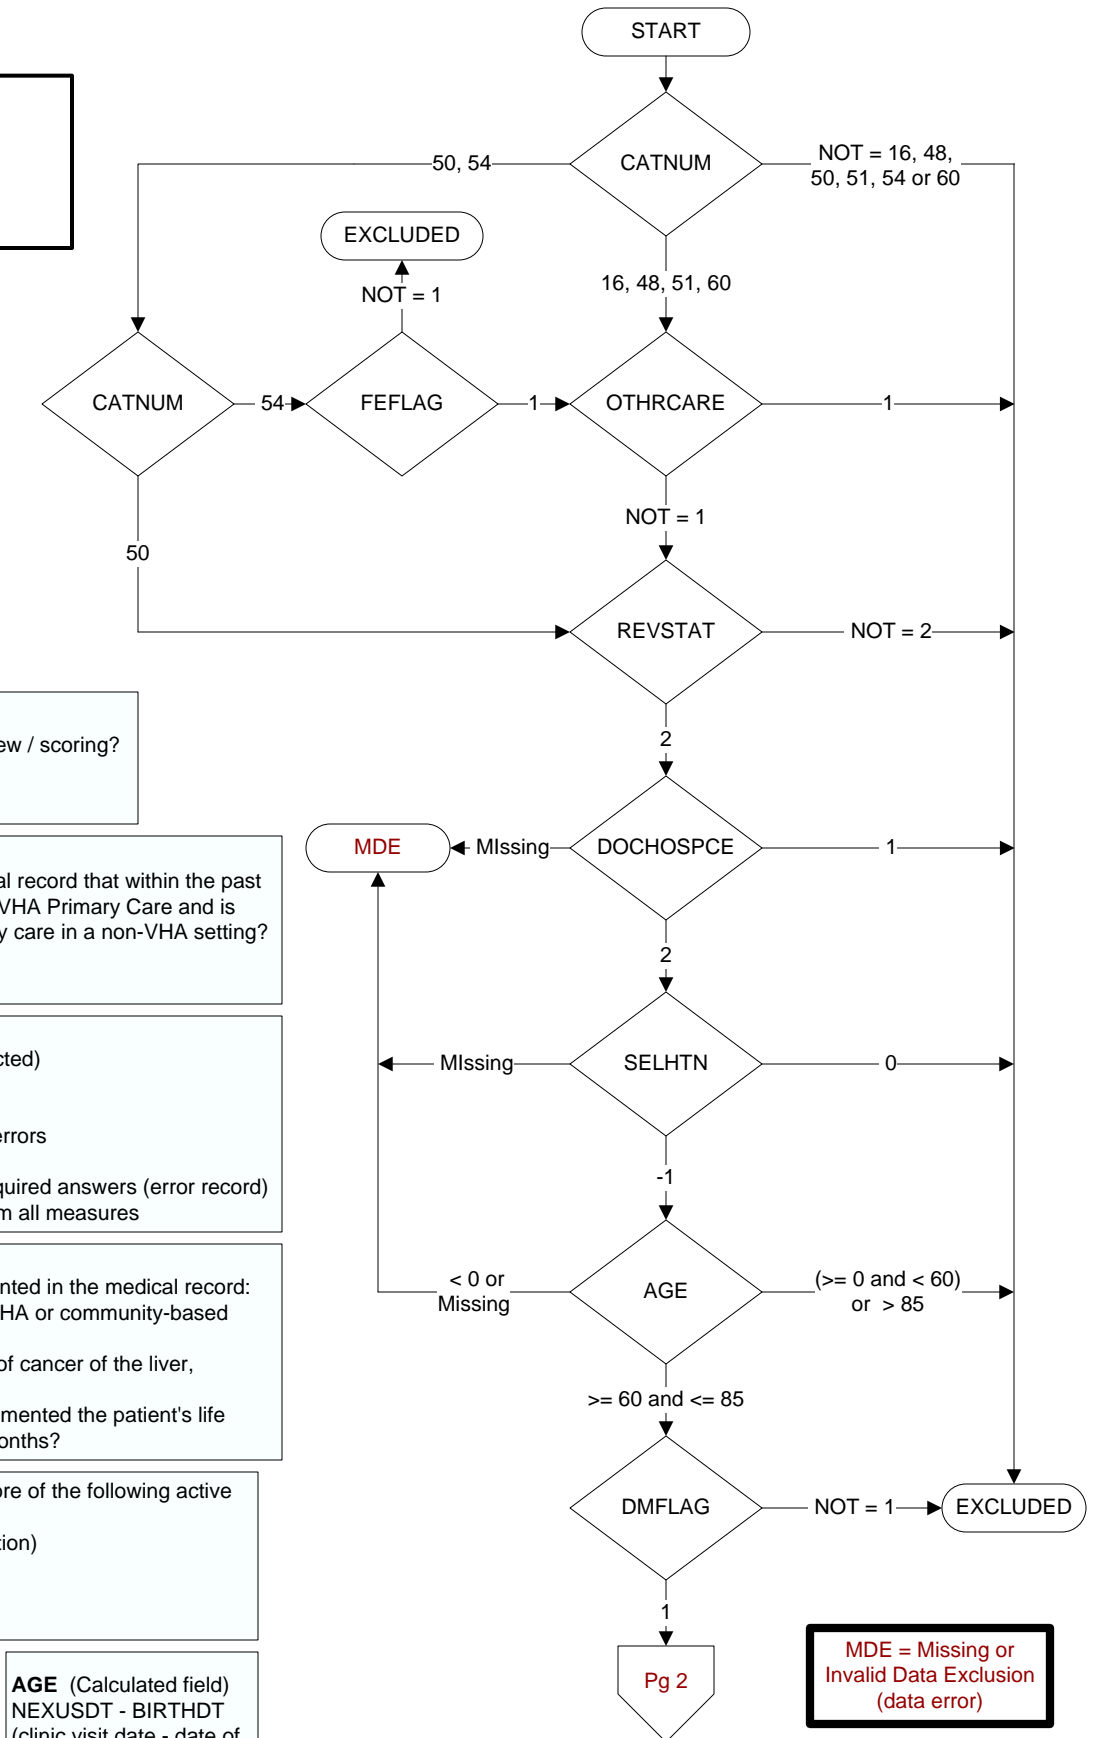 START
CATNUM
50, 54
NOT = 16, 48,
50, 51, 54 or 60
EXCLUDED
NOT = 1
16, 48, 51, 60
CATNUM
54
FEFLAG
1
OTHRCARE
1
NOT = 1
50
REVSTAT
NOT = 2
2
MDE
MIssing
DOCHOSPCE
1
2
MIssing
SELHTN
0
-1
< 0 or
Missing
AGE
(>= 0 and < 60)
or > 85
>= 60 and <= 85
DMFLAG
NOT = 1
EXCLUDED
1
Pg 2
MDE = Missing or
Invalid Data Exclusion
(data error)
ew / scoring?
al record that within the past
VHA Primary Care and is
y care in a non-VHA setting?
cted)
errors
quired answers (error record)
m all measures
nted in the medical record:
HA or community-based
of cancer of the liver,
mented the patient's life
onths?
ore of the following active
tion)
AGE (Calculated field)
NEXUSDT - BIRTHDT
(clinic visit date - date of